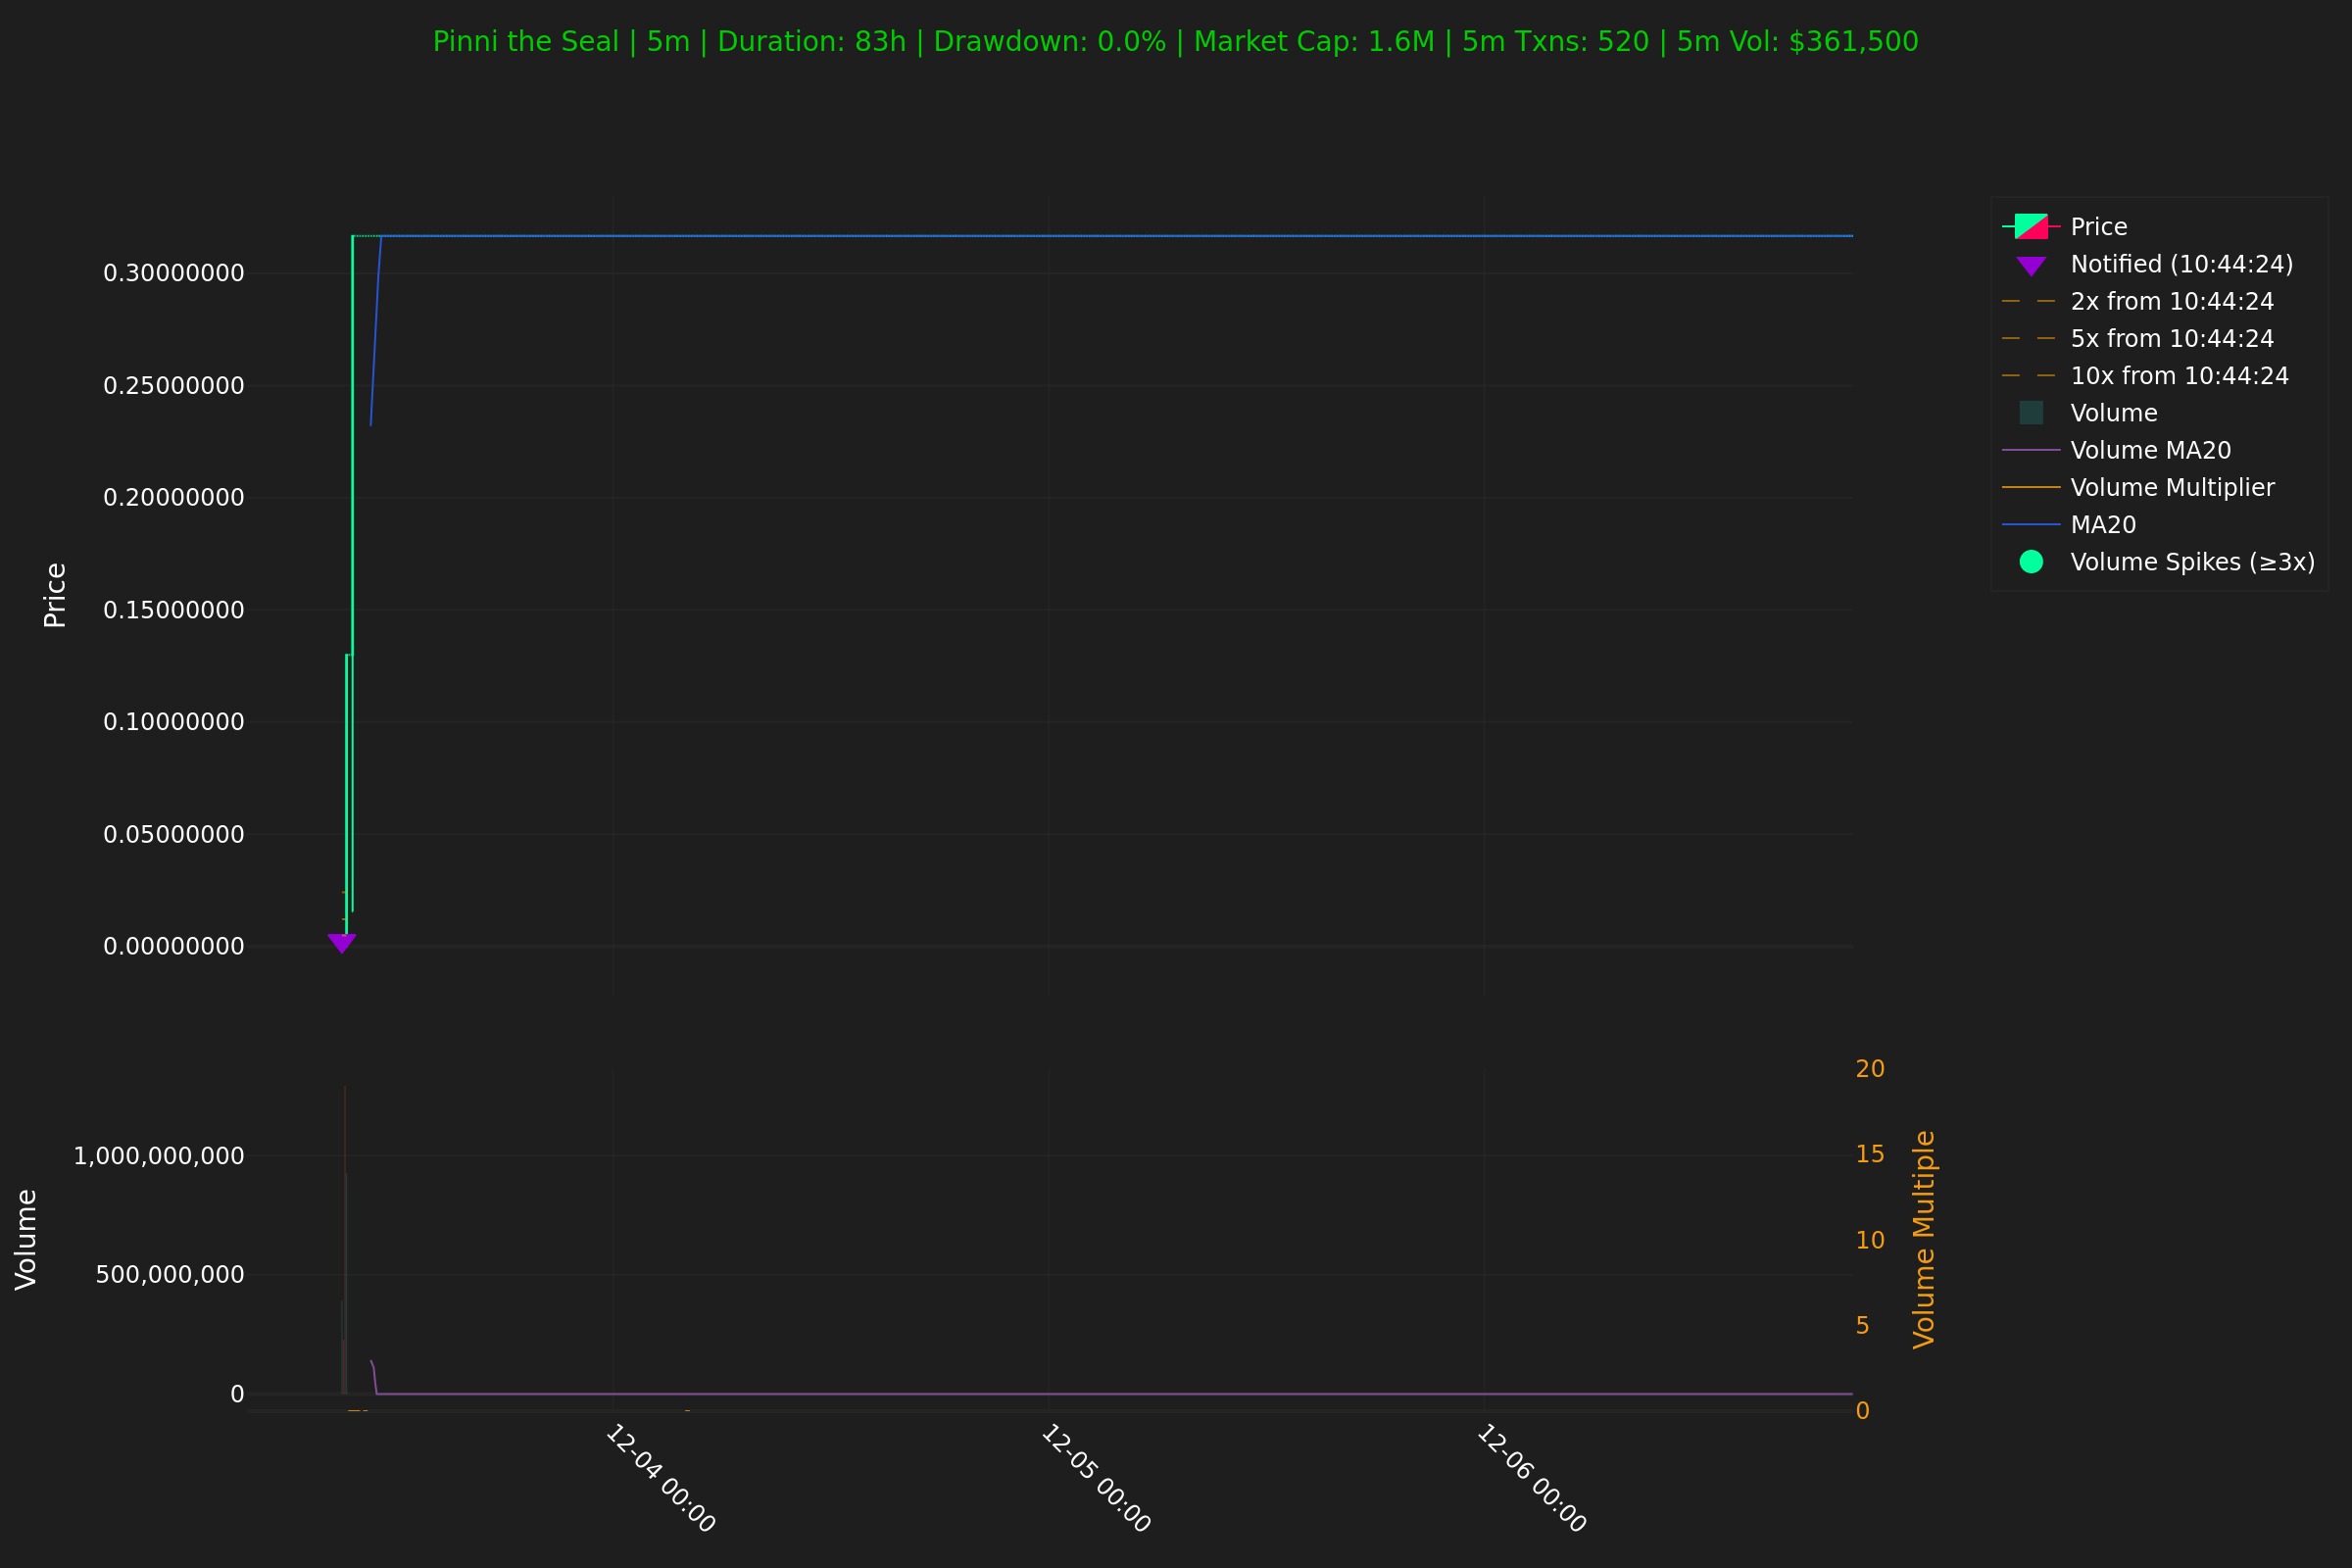 Pinni the Seal | 5m | Duration: 83h | Drawdown: 0.0% | Market Cap: 1.6M | 5m Txns: 520 | 5m Vol: $361,500
Price
0.30000000
0.25000000
0.20000000
0.15000000
0.10000000
0.05000000
0.00000000
Price
Notified (10:44:24)
2x from 10:44:24
5x from 10:44:24
10x from 10:44:24
Volume
Volume MA20
Volume Multiplier
MA20
Volume Spikes (≥3x)
Volume
1,000,000,000
500,000,000
0
20
15
10
5
0
Volume Multiple
12-04 00:00
12-05 00:00
12-06 00:00